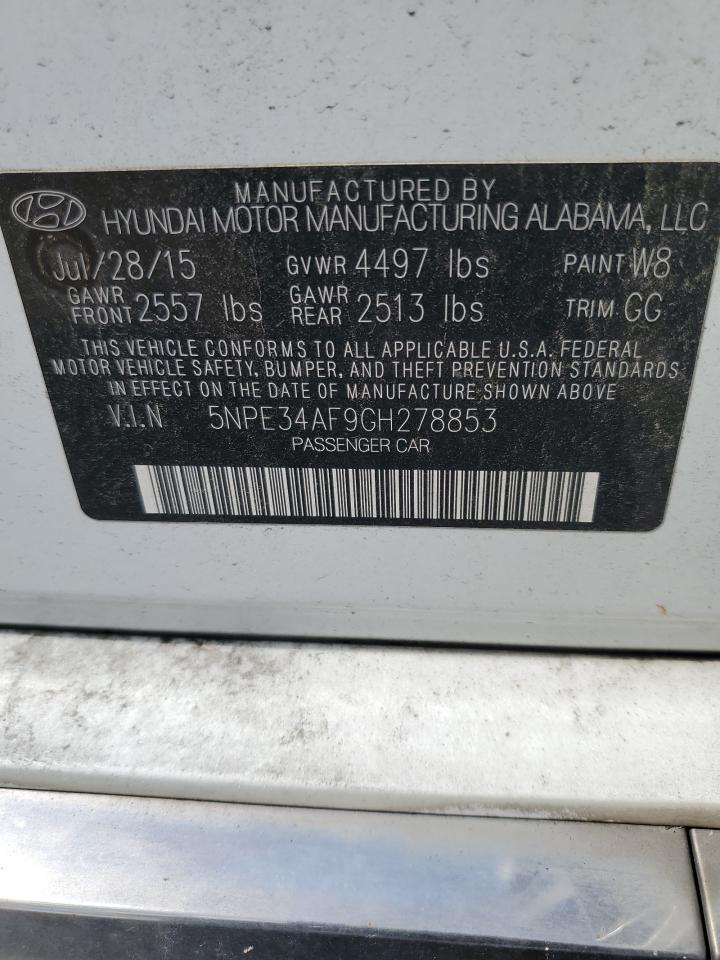 MANUFACTURED BY
HYUNDAI MOTOR MANUFACTURING ALABAMA, LLC
Jul/28/15 GVWR 4497 lbs PAINT W8
GAWR FRONT 2557 lbs GAWR REAR 2513 lbs TRIM GG
THIS VEHICLE CONFORMS TO ALL APPLICABLE U.S.A. FEDERAL
MOTOR VEHICLE SAFETY, BUMPER, AND THEFT PREVENTION STANDARDS
IN EFFECT ON THE DATE OF MANUFACTURE SHOWN ABOVE
V.I.N 5NPE34AF9GH278853
PASSENGER CAR